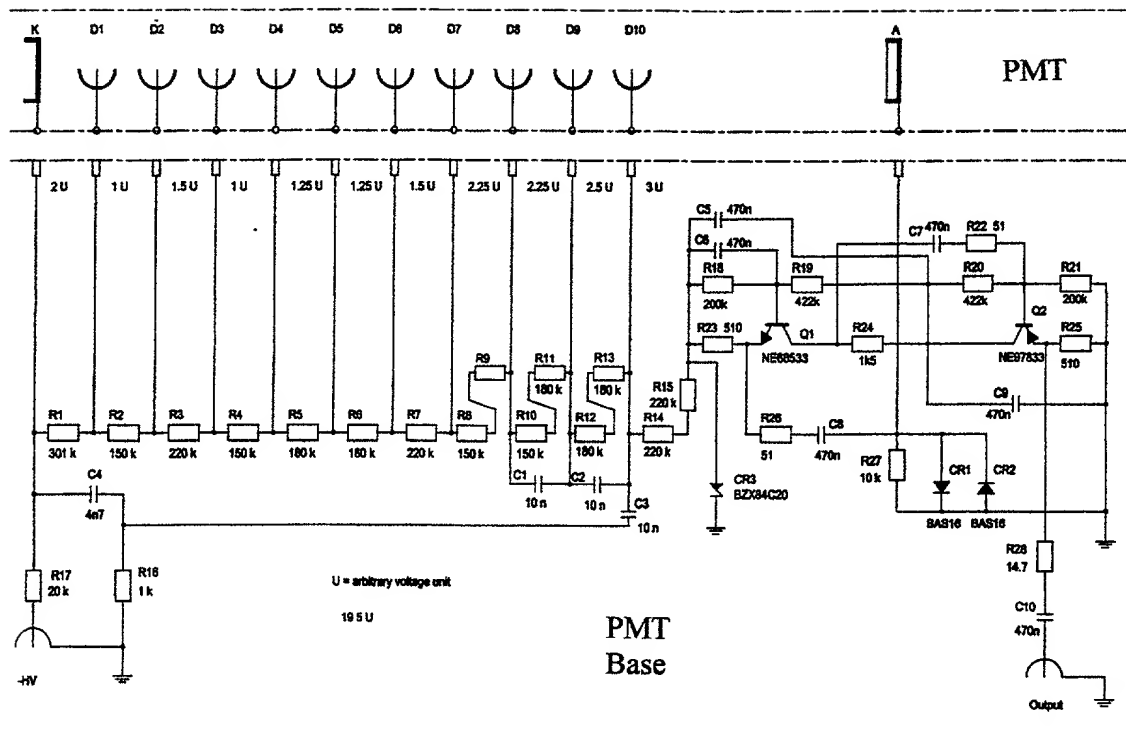 K D1 D2 D3 D4 D5 D6 D7 D8 D9 D10 A
PMT
2 U 1 U 1.5 U 1 U 1.25 U 1.25 U 1.5 U 2.25 U 2.25 U 2.5 U 3 U
C5 470n
C6 470n
C7 470n R22 51
R18 R19 R20 R21
200k 422k 422k 200k
Q2
R23 510 Q1 R24 R25
NE68533 1k5 NE97833 510
R9 R11 R13
180 k 180 k
R15
220 k
C9
470n
R1 R2 R3 R4 R5 R6 R7 R8 R10 R12 R14
301 k 150 k 220 k 150 k 180 k 180 k 220 k 150 k 150 k 180 k 220 k
R26 C8
51 470n
R27
10 k
CR1 CR2
BAS16 BAS16
C4
4n7
C1 C2 C3
10 n 10 n 10 n
CR3
BZX84C20
R17
20 k
R16
1 k
U = arbitrary voltage unit
19 5 U
R28
14.7
C10
470n
PMT
Base
-HV
Output